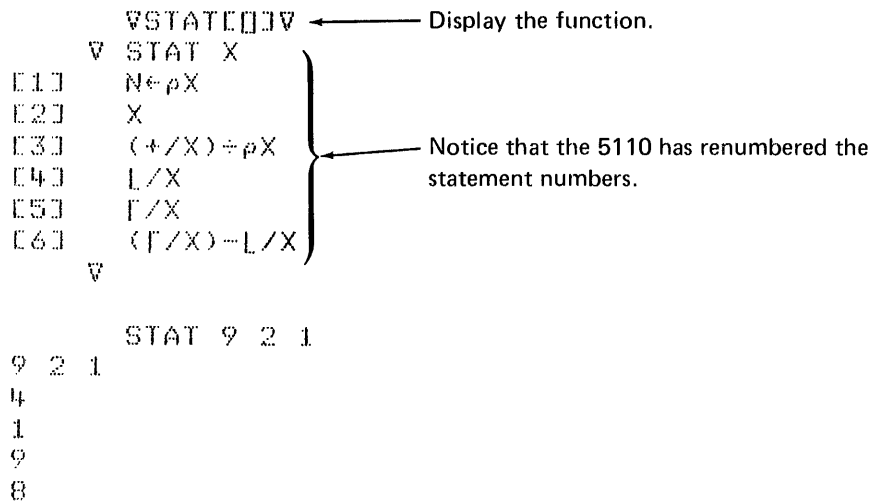 ∇STAT[⎕]∇ Display the function.
∇ STAT X
[1] N←⍴X
[2] X
[3] (+/X)÷⍴X Notice that the 5110 has renumbered the
[4] ⌊/X statement numbers.
[5] ⌈/X
[6] (⌈/X)-⌊/X
∇
STAT 9 2 1
9 2 1
4
1
9
8